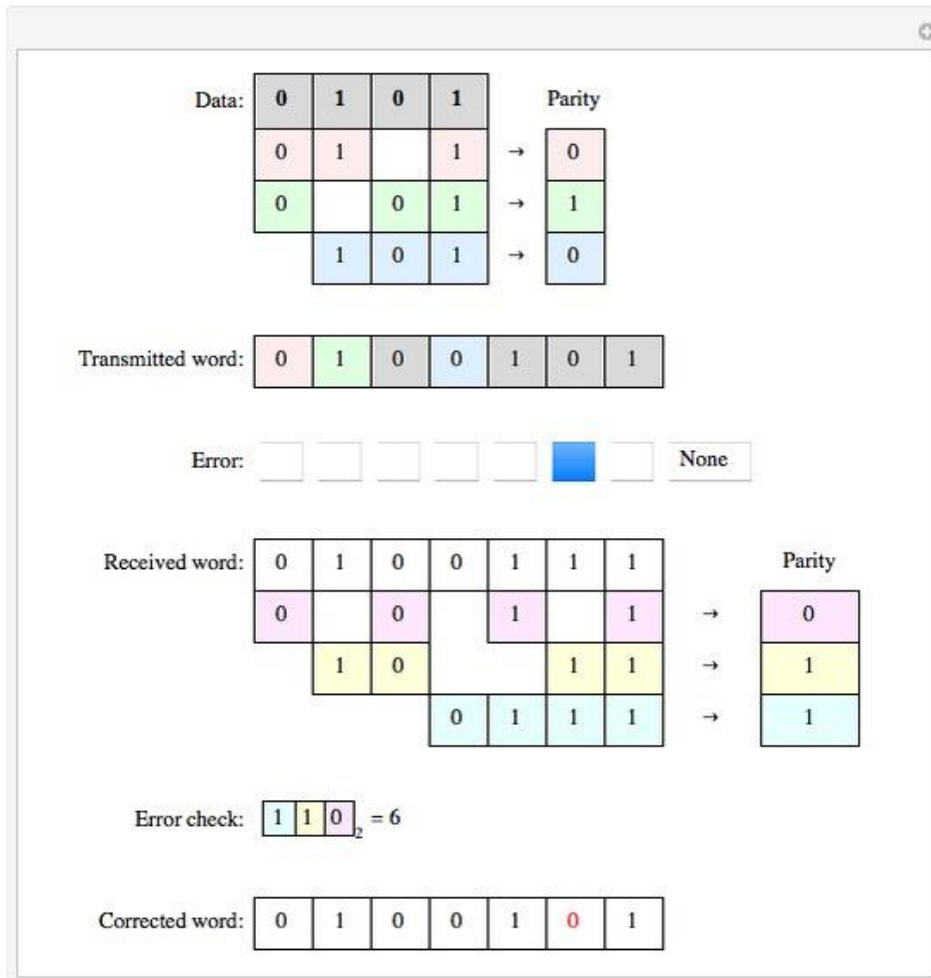 Data: 0 1 0 1 Parity
0 1 1 → 0
0 0 1 → 1
1 0 1 → 0
Transmitted word: 0 1 0 0 1 0 1
Error: None
Received word: 0 1 0 0 1 1 1 Parity
0 0 1 1 → 0
1 0 1 1 → 1
0 1 1 1 → 1
Error check: 1 1 0 2 = 6
Corrected word: 0 1 0 0 1 0 1